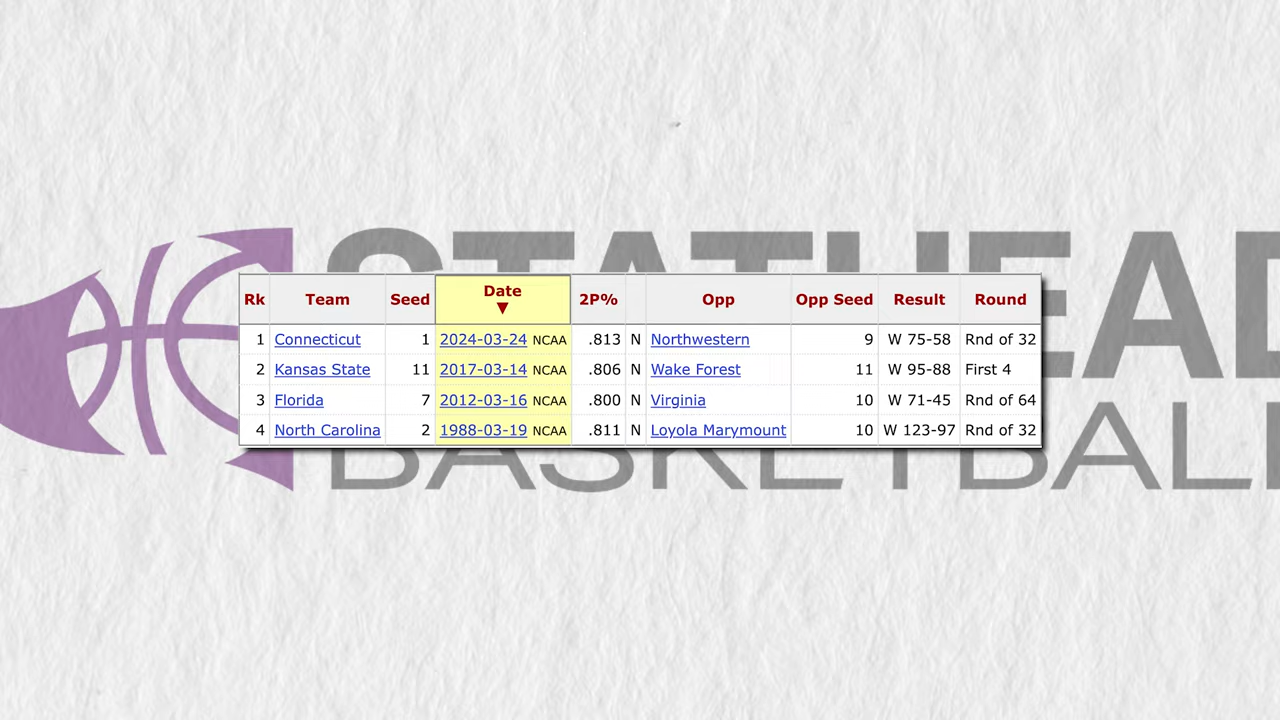 STATHEAD
BASKETBALL
Rk Team Seed Date ▼ 2P% Opp Opp Seed Result Round
1 Connecticut 1 2024-03-24 NCAA .813 N Northwestern 9 W 75-58 Rnd of 32
2 Kansas State 11 2017-03-14 NCAA .806 N Wake Forest 11 W 95-88 First 4
3 Florida 7 2012-03-16 NCAA .800 N Virginia 10 W 71-45 Rnd of 64
4 North Carolina 2 1988-03-19 NCAA .811 N Loyola Marymount 10 W 123-97 Rnd of 32